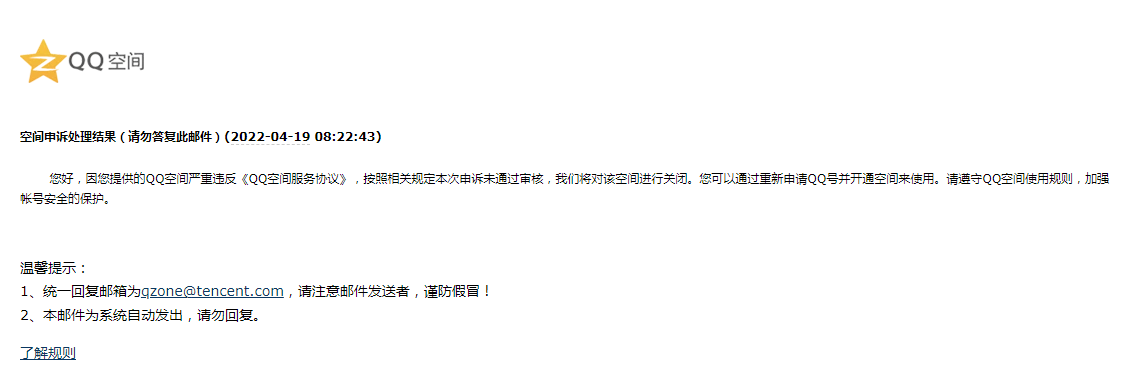 QQ空间
空间申诉处理结果（请勿答复此邮件）(2022-04-19 08:22:43)
您好，因您提供的QQ空间严重违反《QQ空间服务协议》，按照相关规定本次申诉未通过审核，我们将对该空间进行关闭。您可以通过重新申请QQ号并开通空间来使用。请遵守QQ空间使用规则，加强
帐号安全的保护。
温馨提示：
1、统一回复邮箱为qzone@tencent.com，请注意邮件发送者，谨防假冒！
2、本邮件为系统自动发出，请勿回复。
了解规则